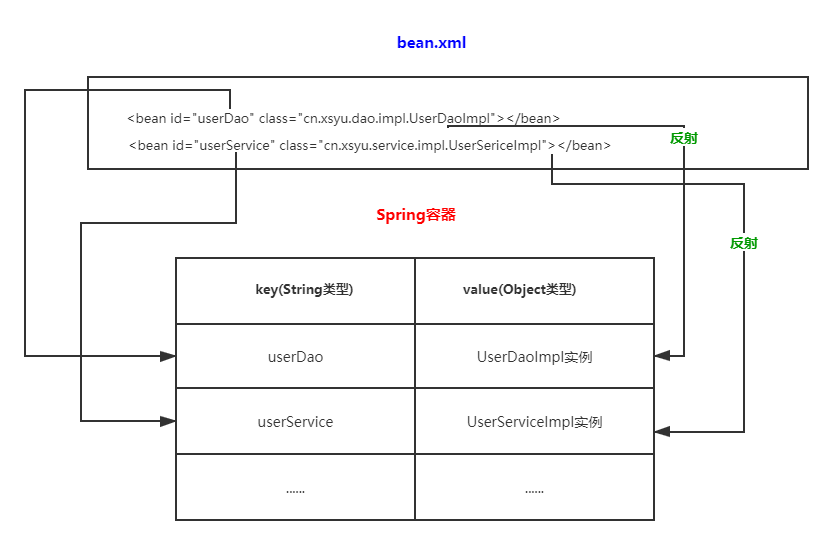 bean.xml
<bean id="userDao" class="cn.xsyu.dao.impl.UserDaoImpl"></bean>
<bean id="userService" class="cn.xsyu.service.impl.UserSericeImpl"></bean>
反射
反射
Spring容器
key(String类型) value(Object类型)
userDao UserDaoImpl实例
userService UserServiceImpl实例
...... ......